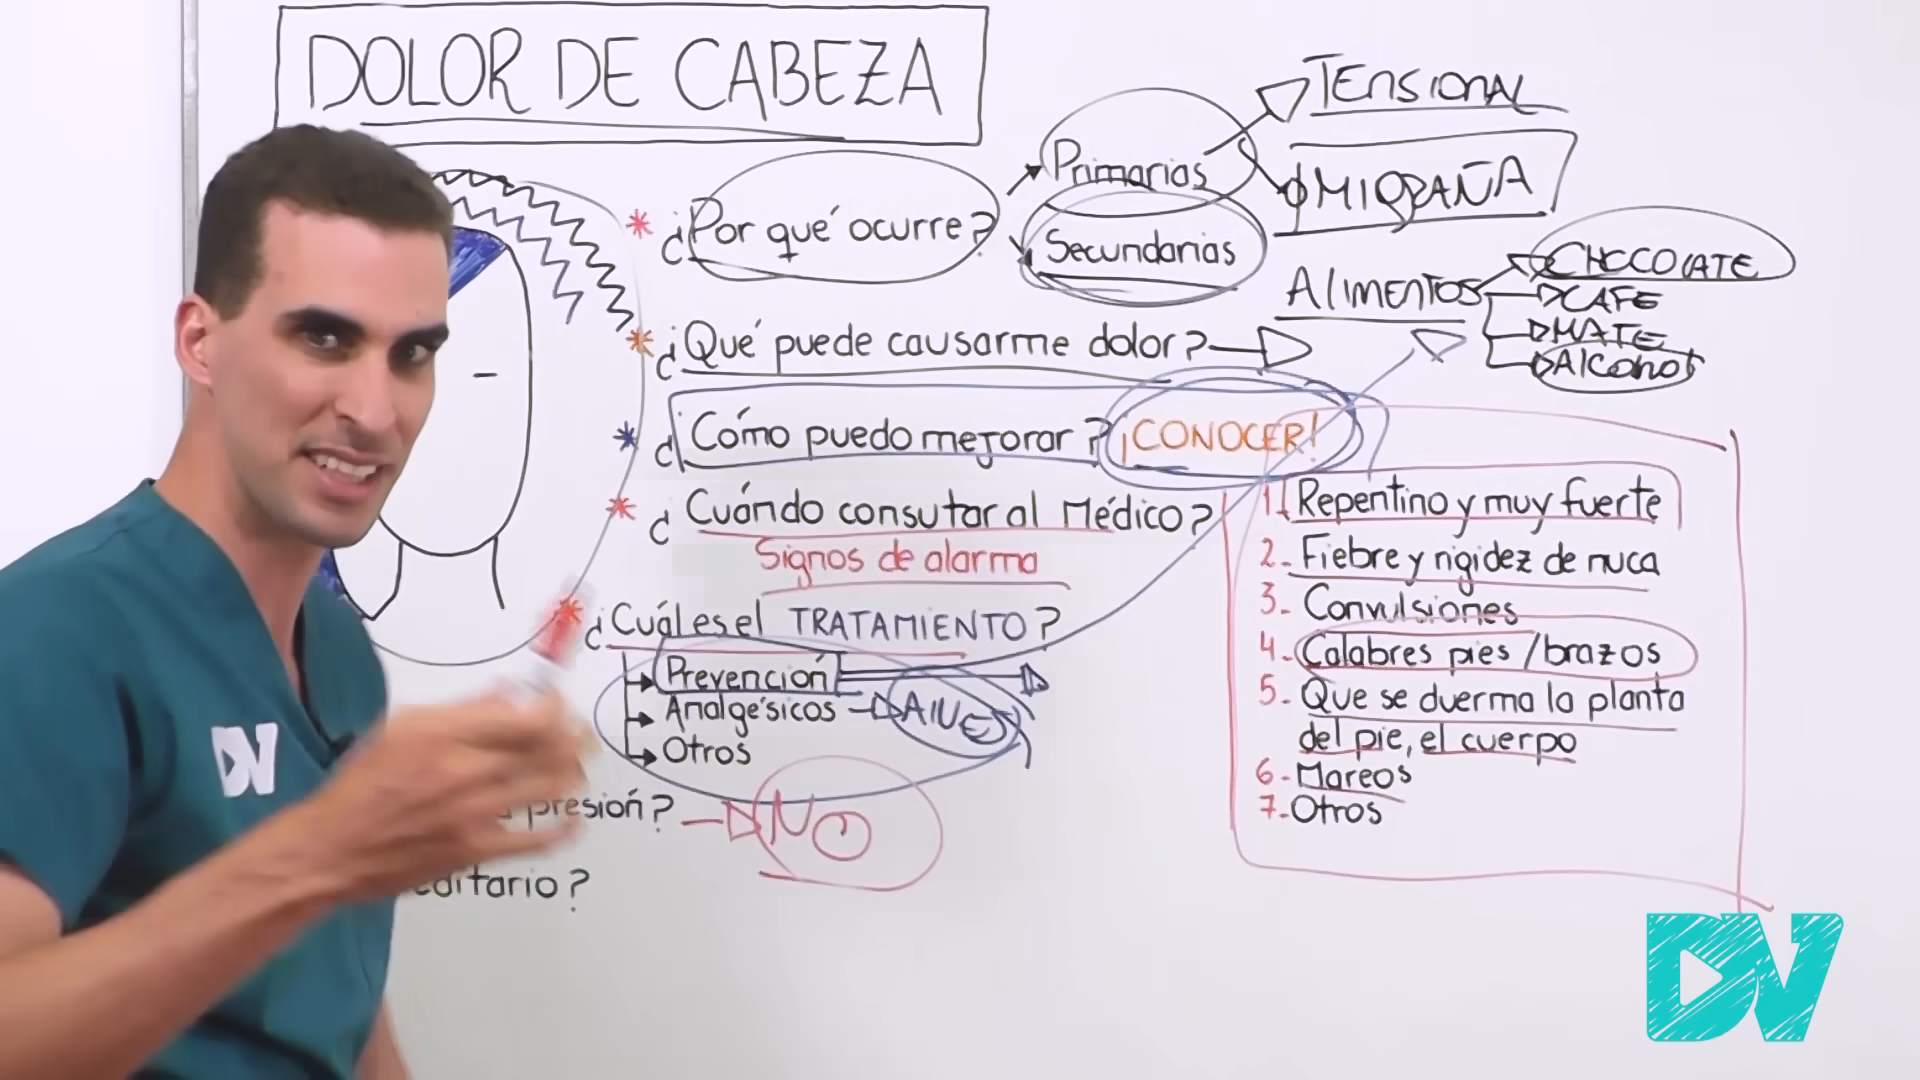 DOLOR DE CABEZA
¿Por qué ocurre?
Primarias
TENSIONAL
MIGRAÑA
Secundarias
¿Qué puede causarme dolor?
ALIMENTOS
CHOCOLATE
CAFE
MATE
Alcohol
¿Cómo puedo mejorar?
¡CONOCER!
¿Cuándo consutar al Médico?
Signos de alarma
1. Repentino y muy fuerte
2. Fiebre y rigidez de nuca
3. Convulsiones
4. Calabres pies / brazos
5- Que se duerma la planta
del pie, el cuerpo
6- Mareos
7- Otros
¿Cuál es el TRATAMIENTO?
Prevención
Analgésicos
AINES
Otros
presión?
NO
DN
DN